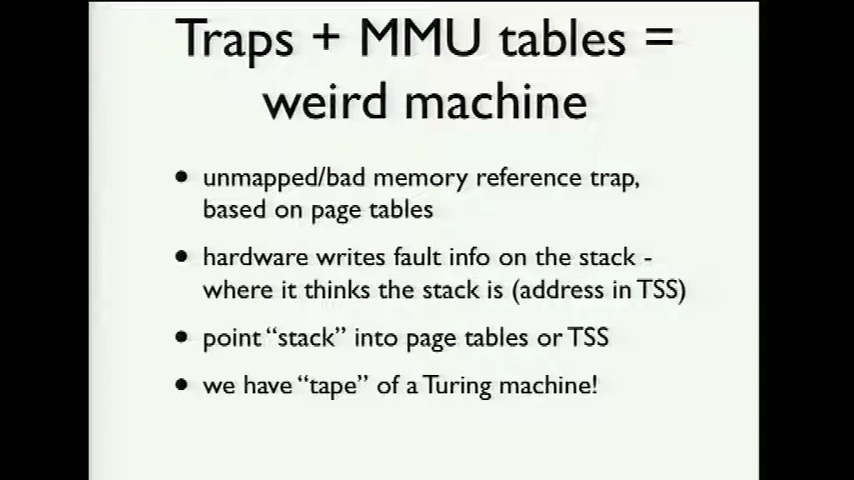 Traps + MMU tables =
weird machine
• unmapped/bad memory reference trap,
based on page tables
• hardware writes fault info on the stack -
where it thinks the stack is (address in TSS)
• point “stack” into page tables or TSS
• we have “tape” of a Turing machine!